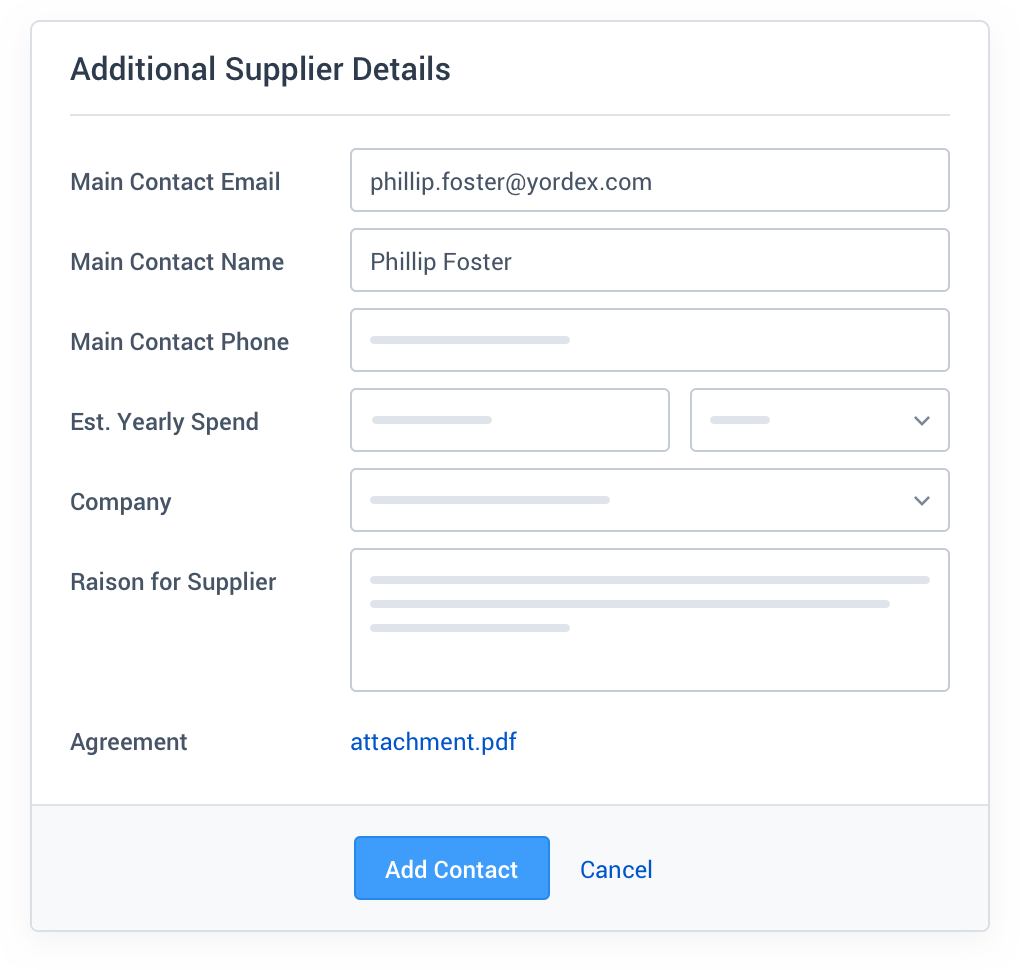 Additional Supplier Details
Main Contact Email
phillip.foster@yordex.com
Main Contact Name
Phillip Foster
Main Contact Phone
Est. Yearly Spend
Company
Raison for Supplier
Agreement
attachment.pdf
Add Contact
Cancel